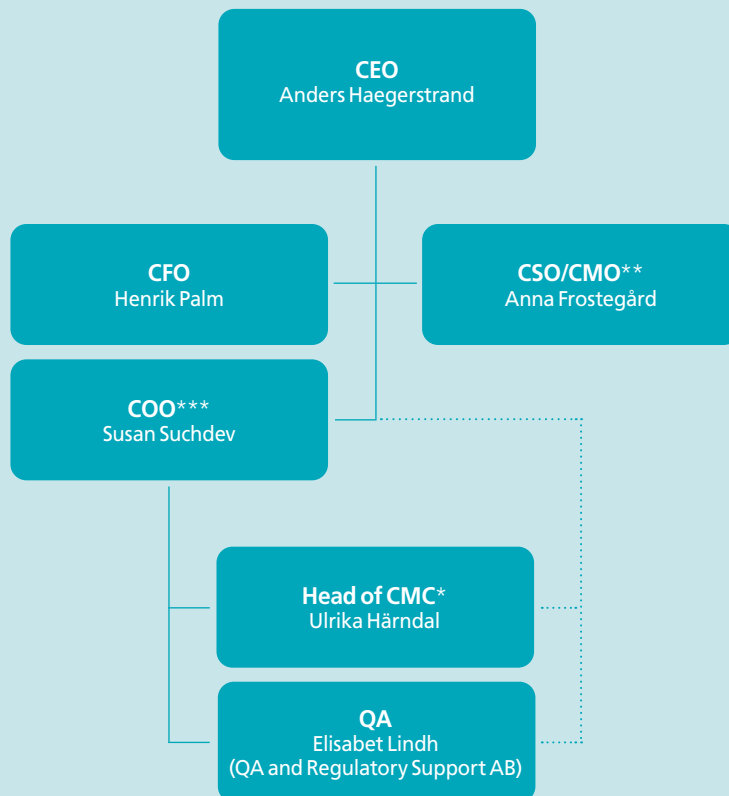 CEO
Anders Haegerstrand
CFO
Henrik Palm
CSO/CMO**
Anna Frostegård
COO***
Susan Suchdev
Head of CMC*
Ulrika Härndal
QA
Elisabet Lindh
(QA and Regulatory Support AB)